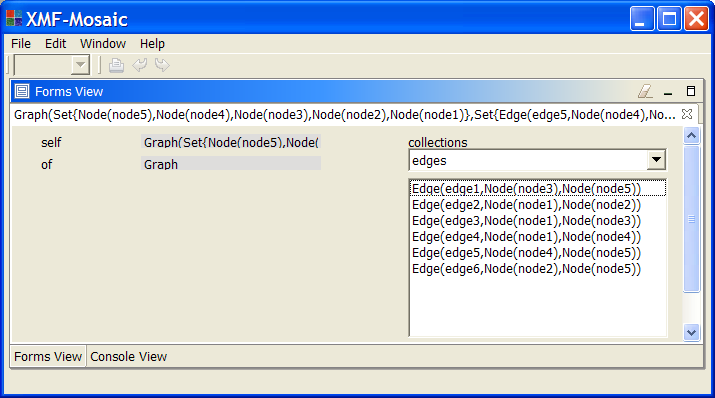 XMF-Mosaic
File Edit Window Help
Forms View
Graph(Set{Node(node5),Node(node4),Node(node3),Node(node2),Node(node1)},Set{Edge(edge5,Node(node4),No...
self Graph(Set{Node(node5),Node(
of Graph
collections
edges
Edge(edge1,Node(node3),Node(node5))
Edge(edge2,Node(node1),Node(node2))
Edge(edge3,Node(node1),Node(node3))
Edge(edge4,Node(node1),Node(node4))
Edge(edge5,Node(node4),Node(node5))
Edge(edge6,Node(node2),Node(node5))
Forms View Console View